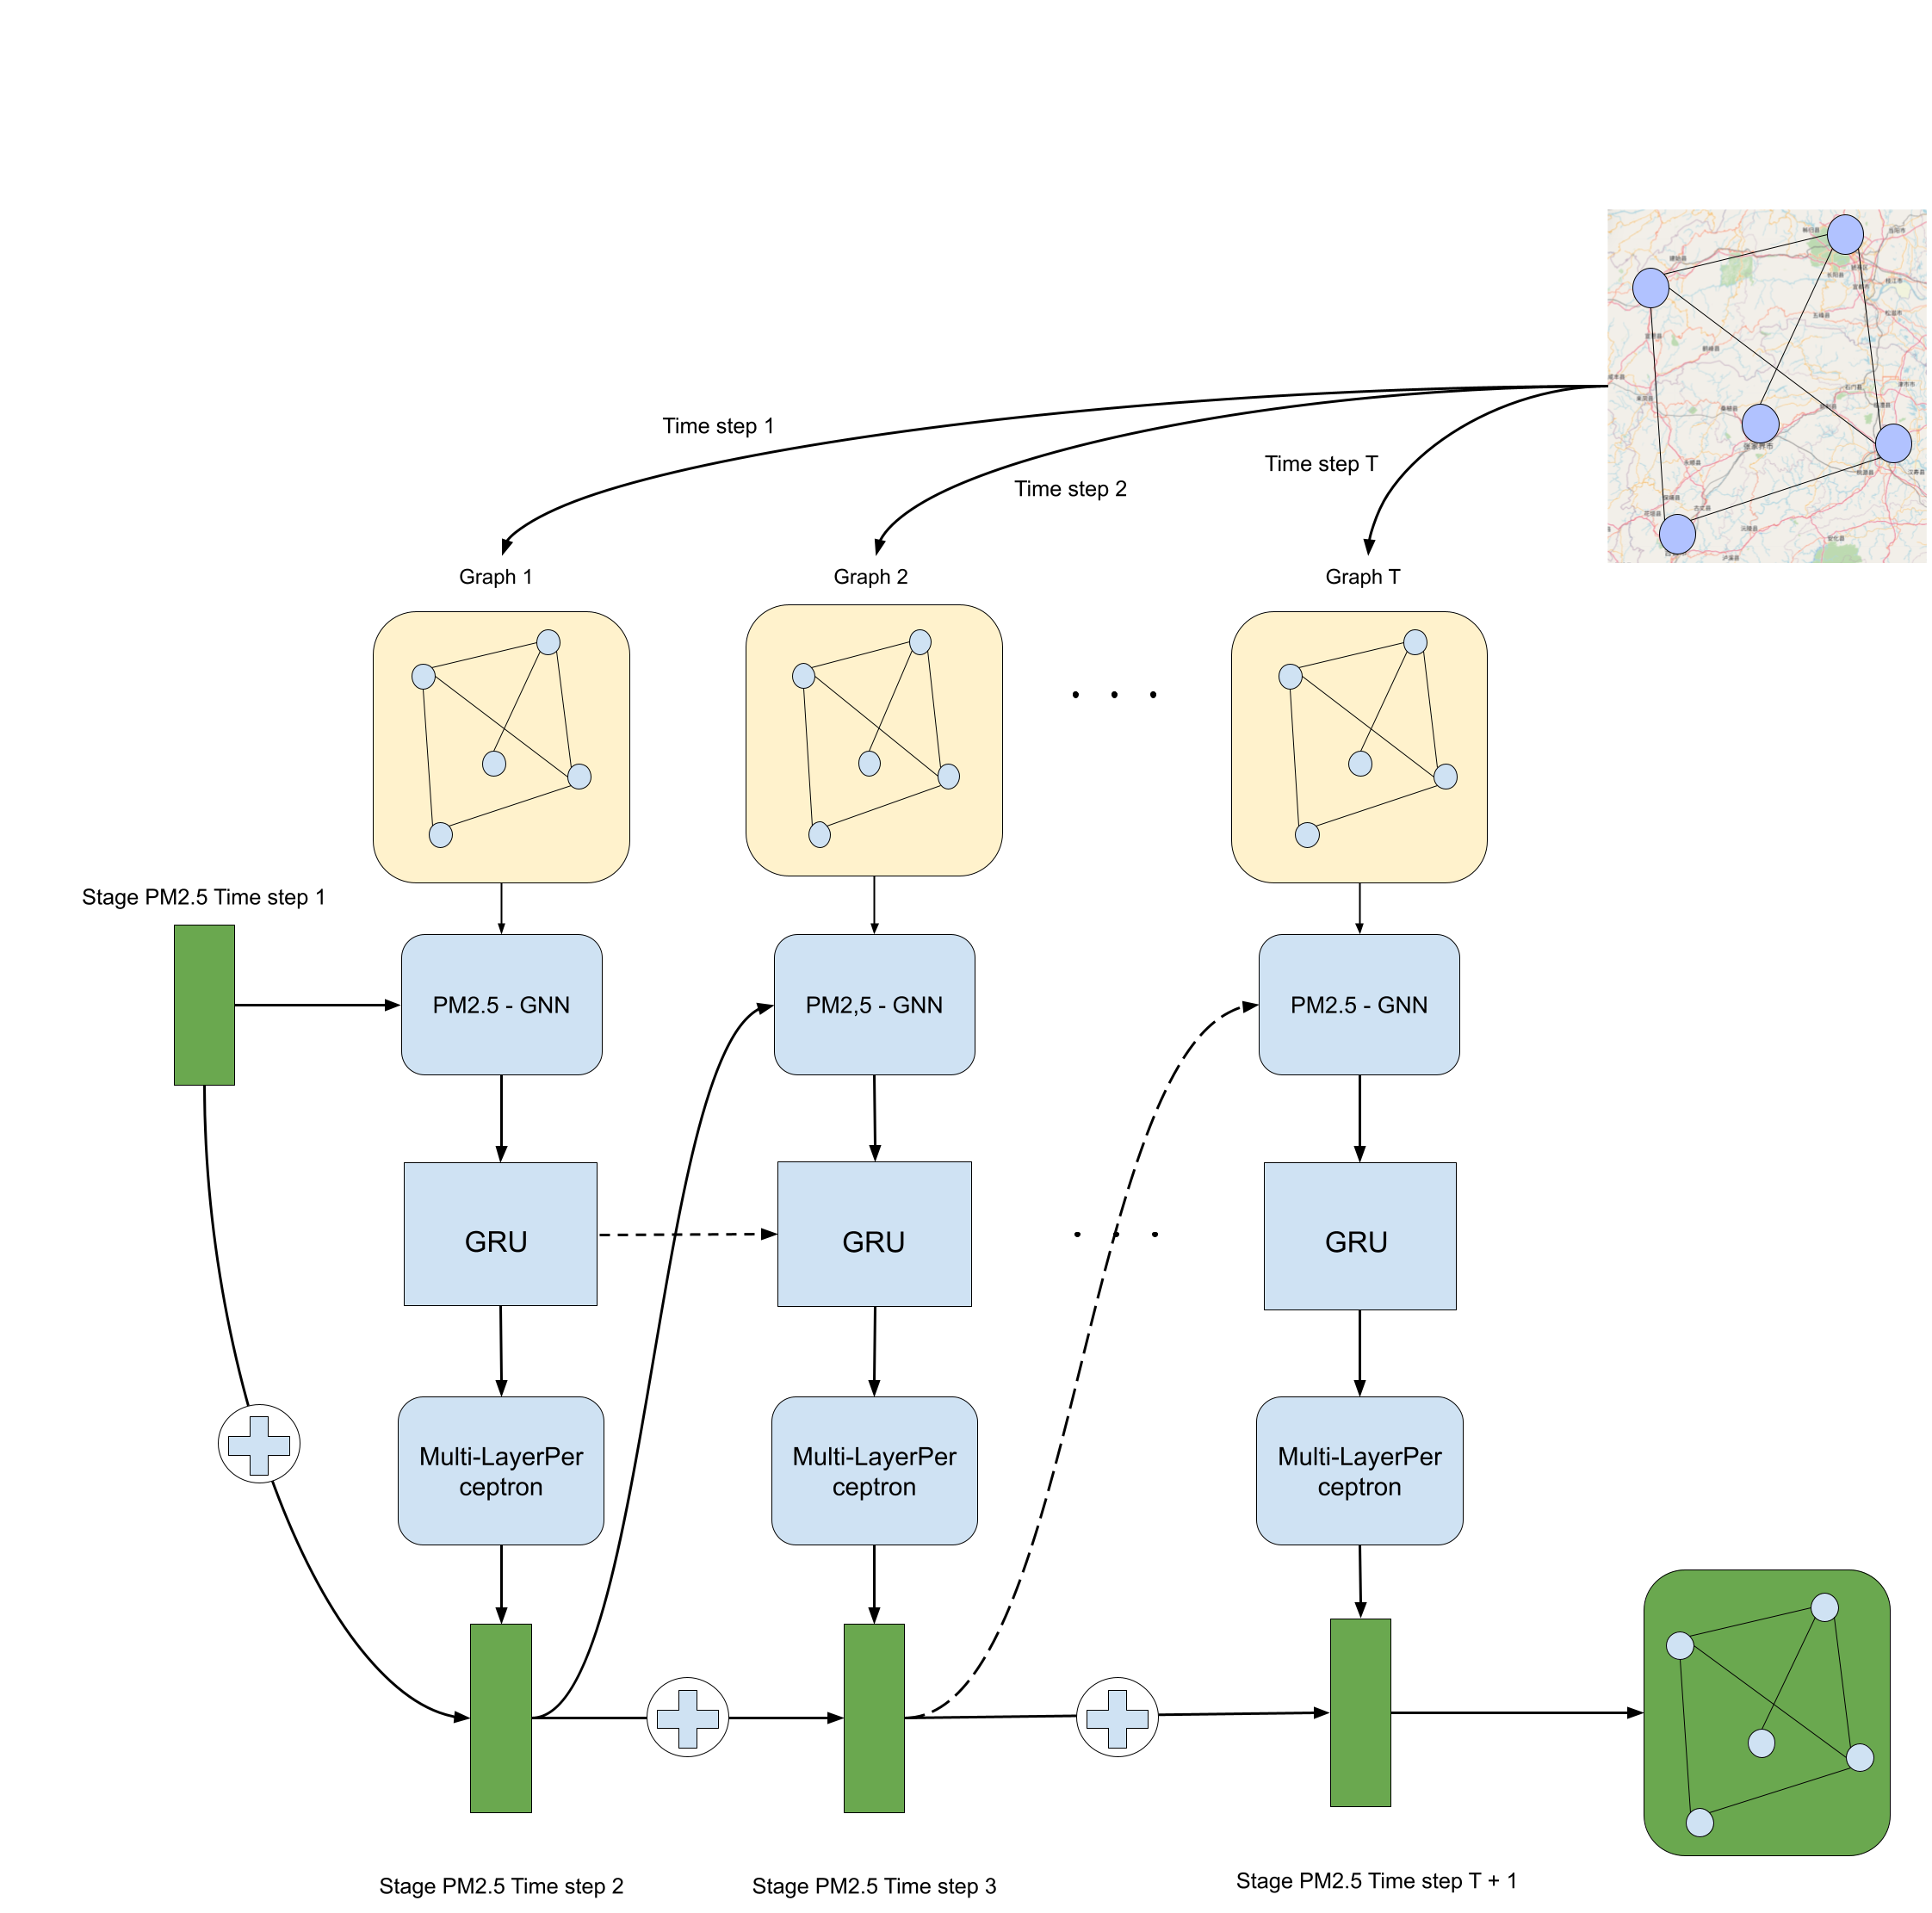 Time step 1
Time step T
Time step 2
Graph 1
Graph 2
Graph T
Stage PM2.5 Time step 1
PM2.5 - GNN
PM2,5 - GNN
PM2.5 - GNN
GRU
GRU
GRU
Multi-LayerPer
ceptron
Multi-LayerPer
ceptron
Multi-LayerPer
ceptron
Stage PM2.5 Time step 2
Stage PM2.5 Time step 3
Stage PM2.5 Time step T + 1